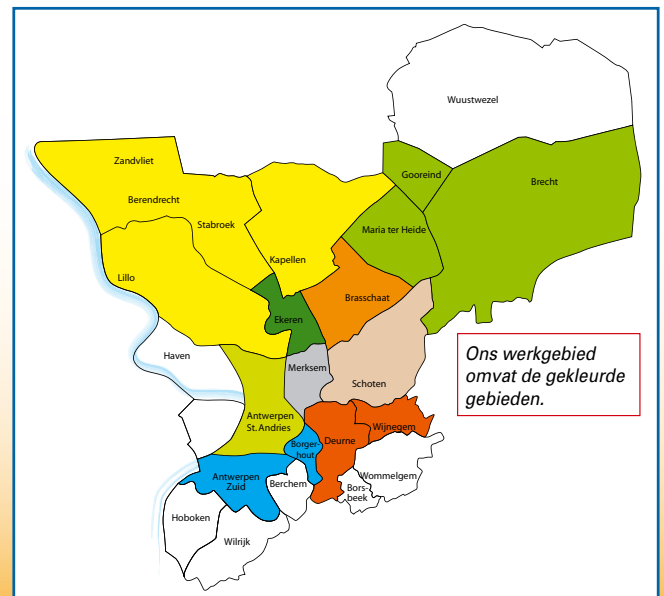 Wuustwezel
Zandvliet
Gooreind
Brecht
Berendrecht
Stabroek
Maria ter Heide
Kapellen
Lillo
Brasschaat
Ekeren
Haven
Merksem
Schoten
Ons werkgebied
omvat de gekleurde
gebieden.
Antwerpen
St. Andries
Borger-
hout
Deurne
Wijnegem
Antwerpen
Zuid
Berchem
Wommelgem
Bors-
beek
Hoboken
Wilrijk